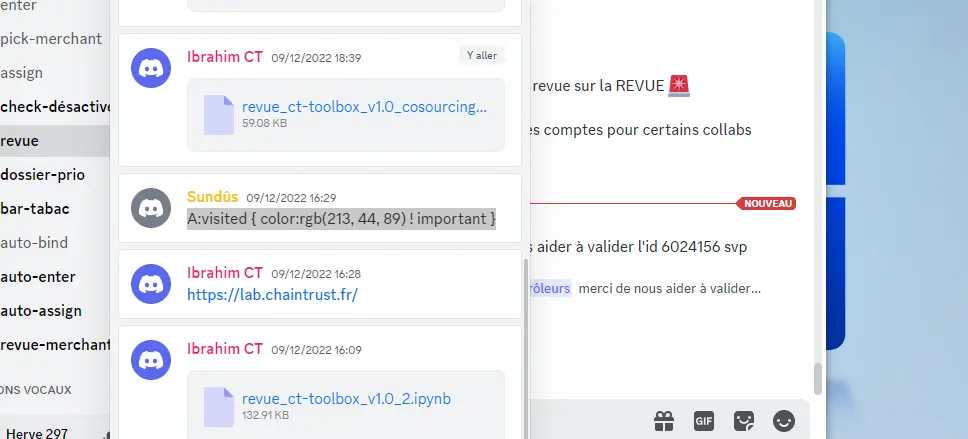 enter
pick-merchant
assign
check-désactive
revue
dossier-prio
bar-tabac
auto-bind
auto-enter
auto-assign
revue-merchant
ONS VOCAUX
Herve 297
Ibrahim CT 09/12/2022 18:39
Y aller
revue_ct-toolbox_v1.0_cosourcing...
59.08 KB
Sundûs 09/12/2022 16:29
A:visited { color:rgb(213, 44, 89) ! important }
Ibrahim CT 09/12/2022 16:28
https://lab.chaintrust.fr/
Ibrahim CT 09/12/2022 16:09
revue_ct-toolbox_v1.0_2.ipynb
132.91 KB
revue sur la REVUE 🚨
es comptes pour certains collabs
NOUVEAU
s aider à valider l'id 6024156 svp
rôleurs merci de nous aider à valider...
GIF